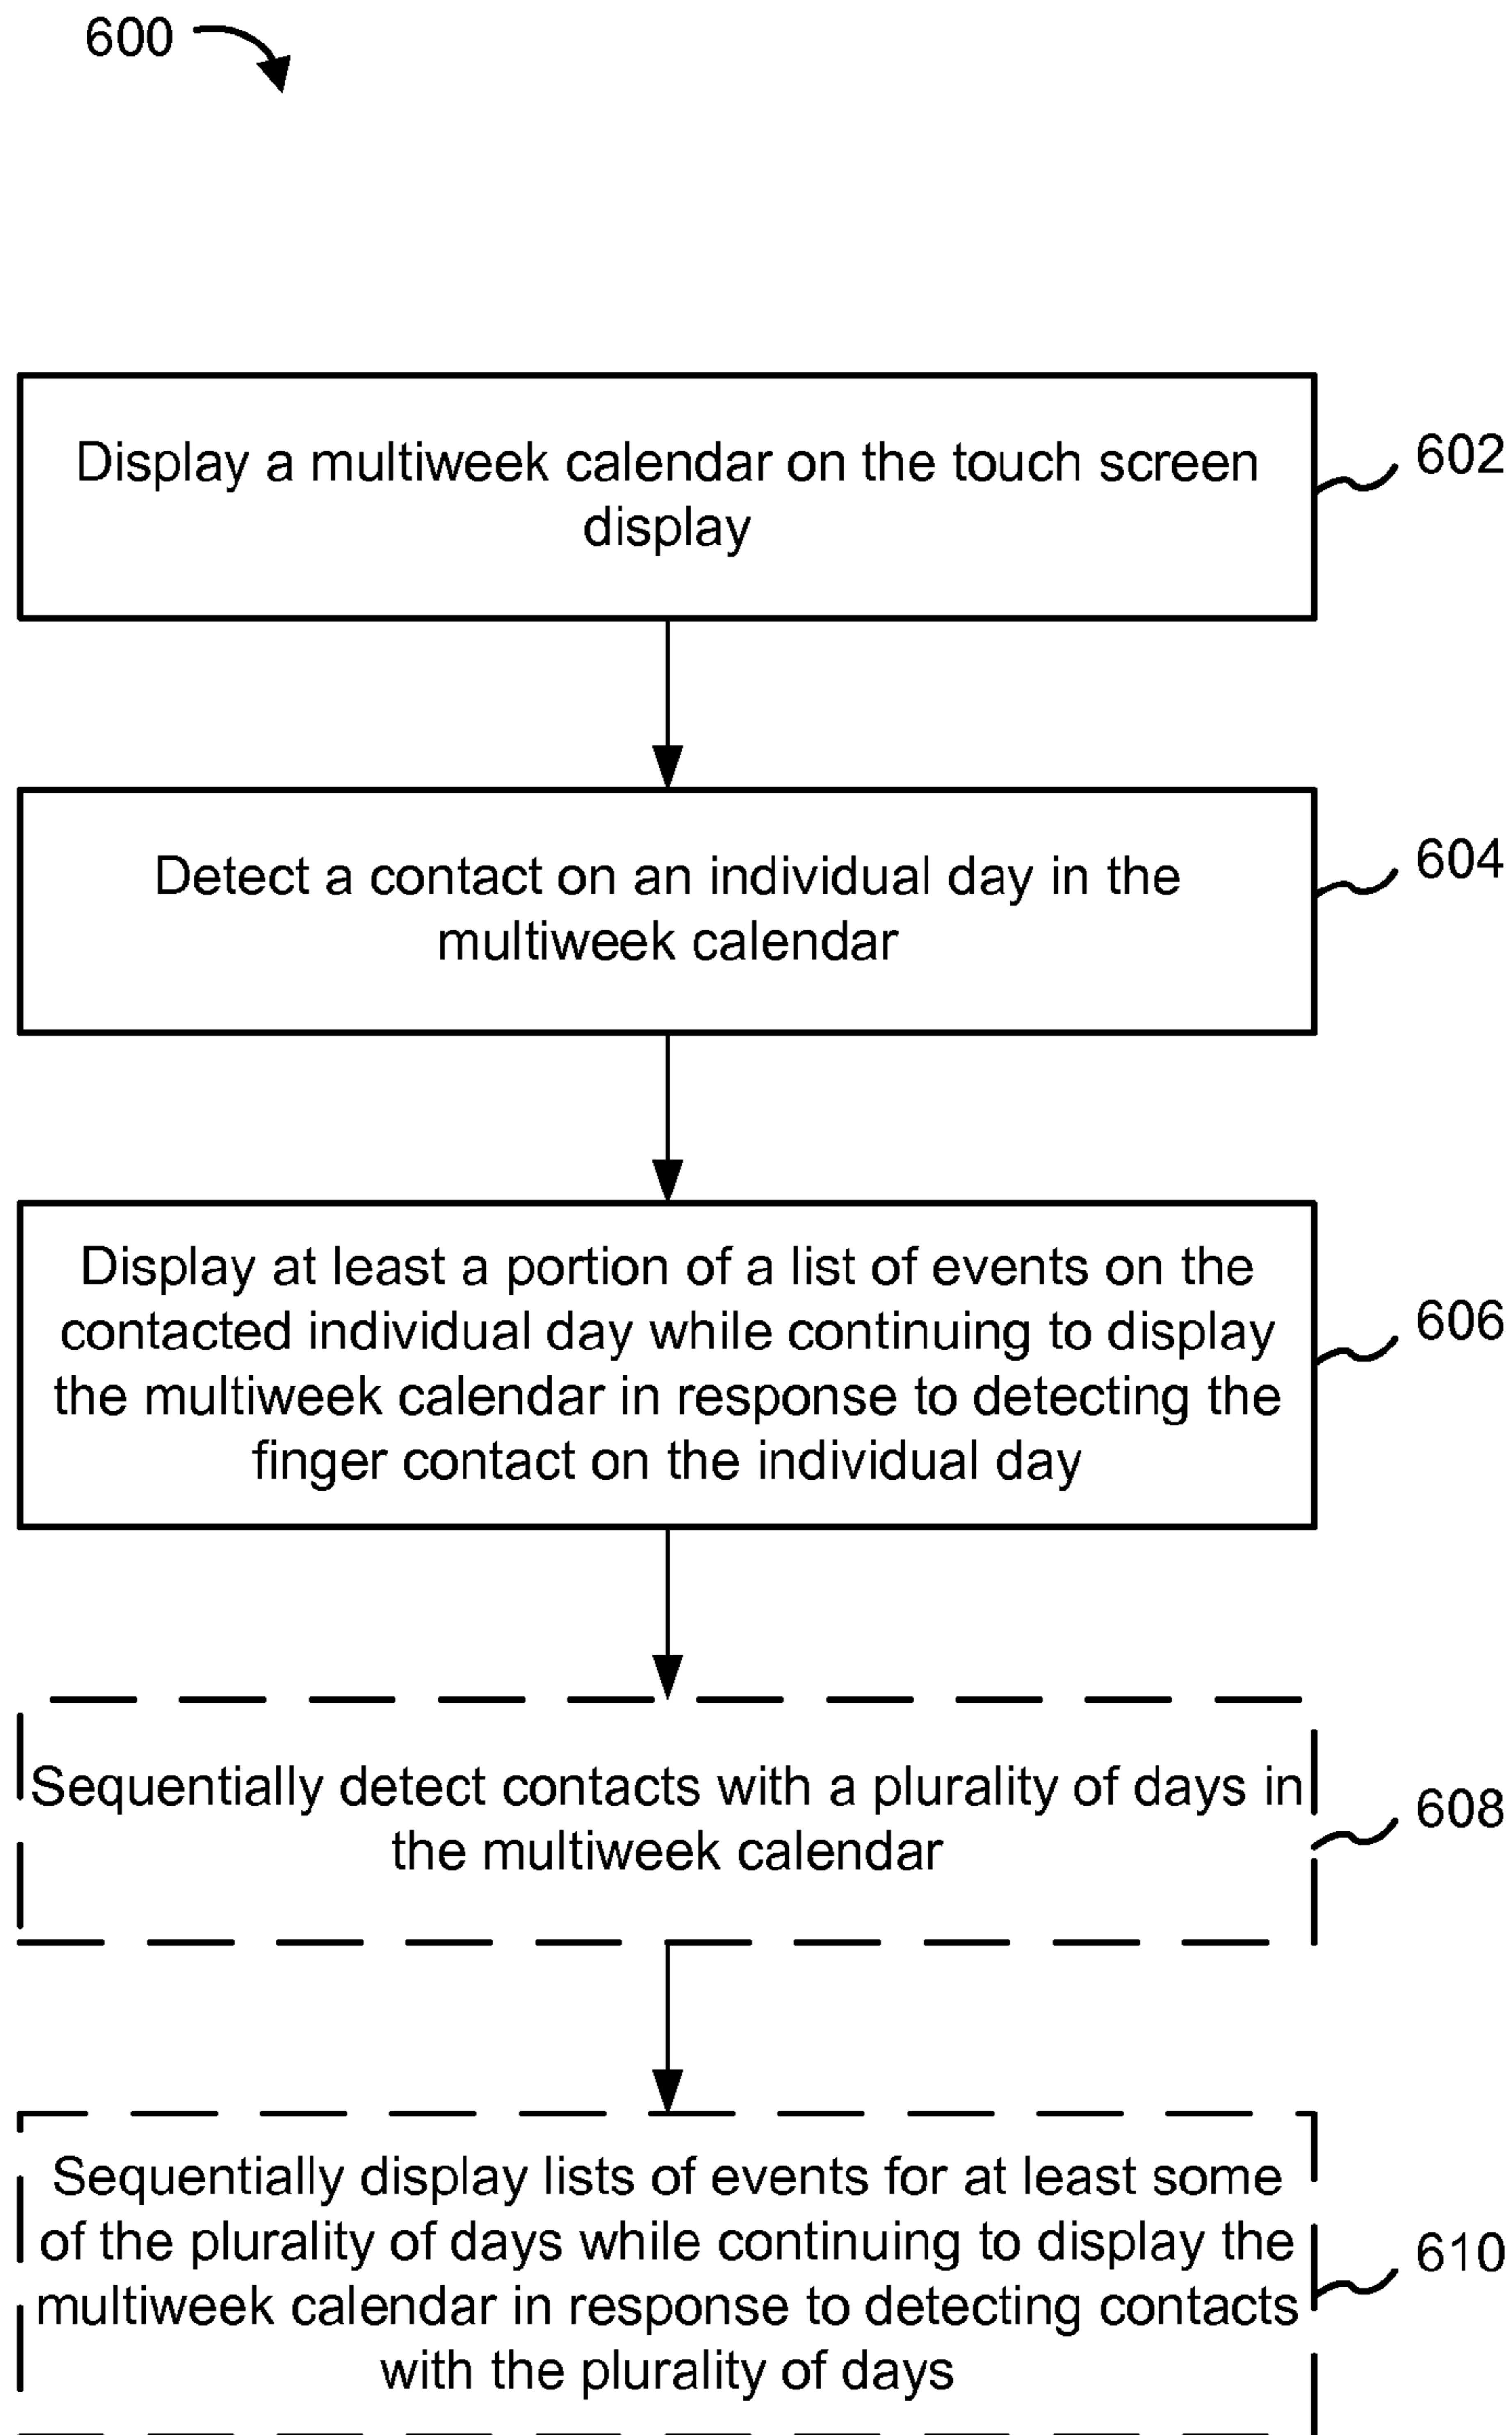 600
Display a multiweek calendar on the touch screen
display
602
Detect a contact on an individual day in the
multiweek calendar
604
Display at least a portion of a list of events on the
contacted individual day while continuing to display
the multiweek calendar in response to detecting the
finger contact on the individual day
606
Sequentially detect contacts with a plurality of days in
the multiweek calendar
608
Sequentially display lists of events for at least some
of the plurality of days while continuing to display the
multiweek calendar in response to detecting contacts
with the plurality of days
610